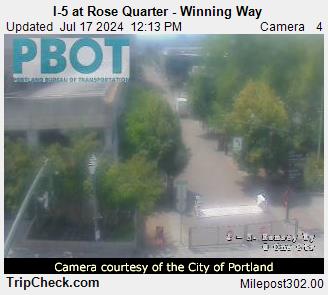 I-5 at Rose Quarter - Winning Way
Updated Jul 17 2024 12:13 PM Camera 4
PBOT
PORTLAND BUREAU OF TRANSPORTATION
Camera courtesy of the City of Portland
TripCheck.com Milepost302.00